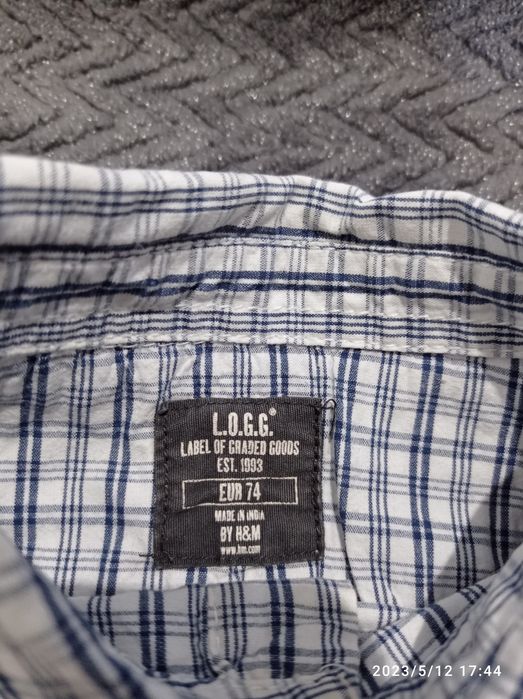 L.O.G.G.®
LABEL OF GRADED GOODS
EST. 1993
EUR 74
MADE IN INDIA
BY H&M
www.hm.com
2023/5/12 17:44